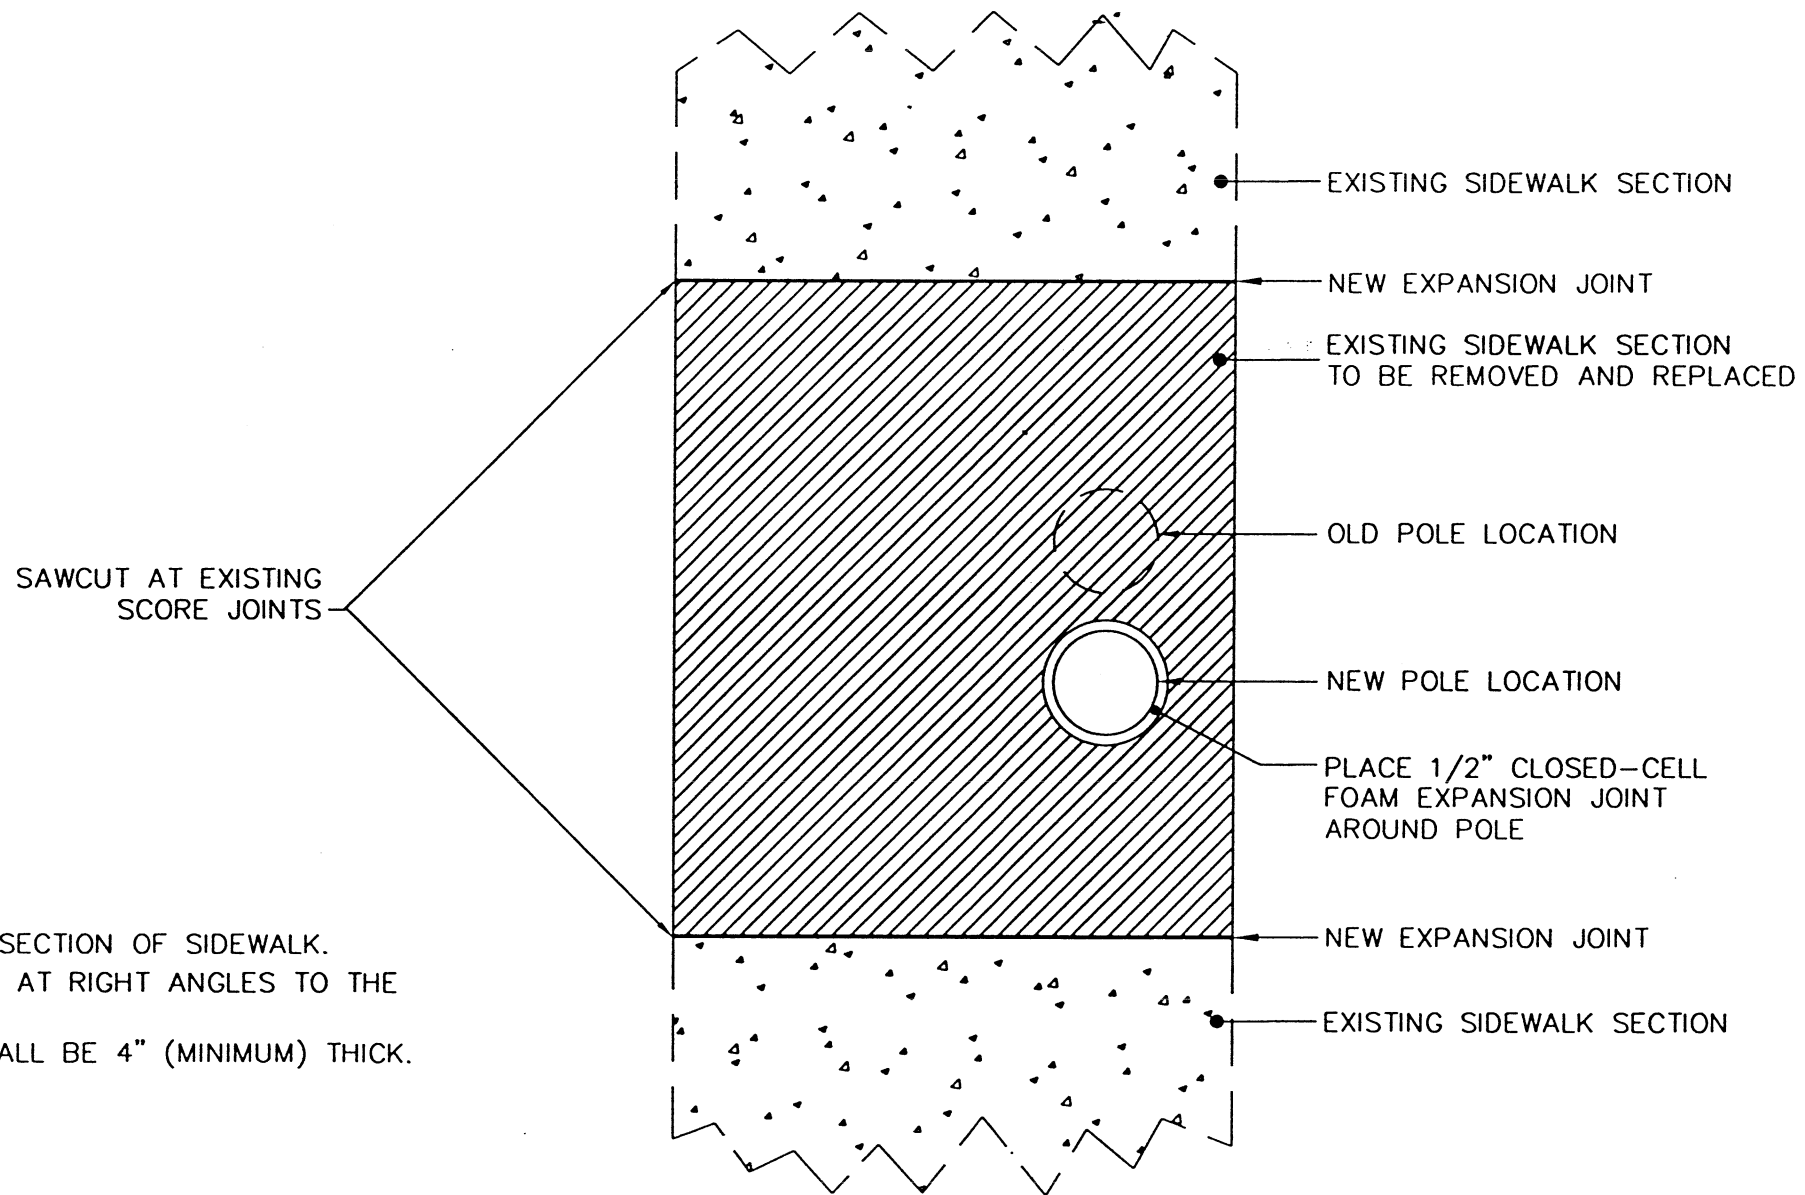 EXISTING SIDEWALK SECTION
NEW EXPANSION JOINT
EXISTING SIDEWALK SECTION
TO BE REMOVED AND REPLACED
OLD POLE LOCATION
SAWCUT AT EXISTING
SCORE JOINTS
NEW POLE LOCATION
PLACE 1/2" CLOSED-CELL
FOAM EXPANSION JOINT
AROUND POLE
SECTION OF SIDEWALK.
AT RIGHT ANGLES TO THE
ALL BE 4" (MINIMUM) THICK.
NEW EXPANSION JOINT
EXISTING SIDEWALK SECTION